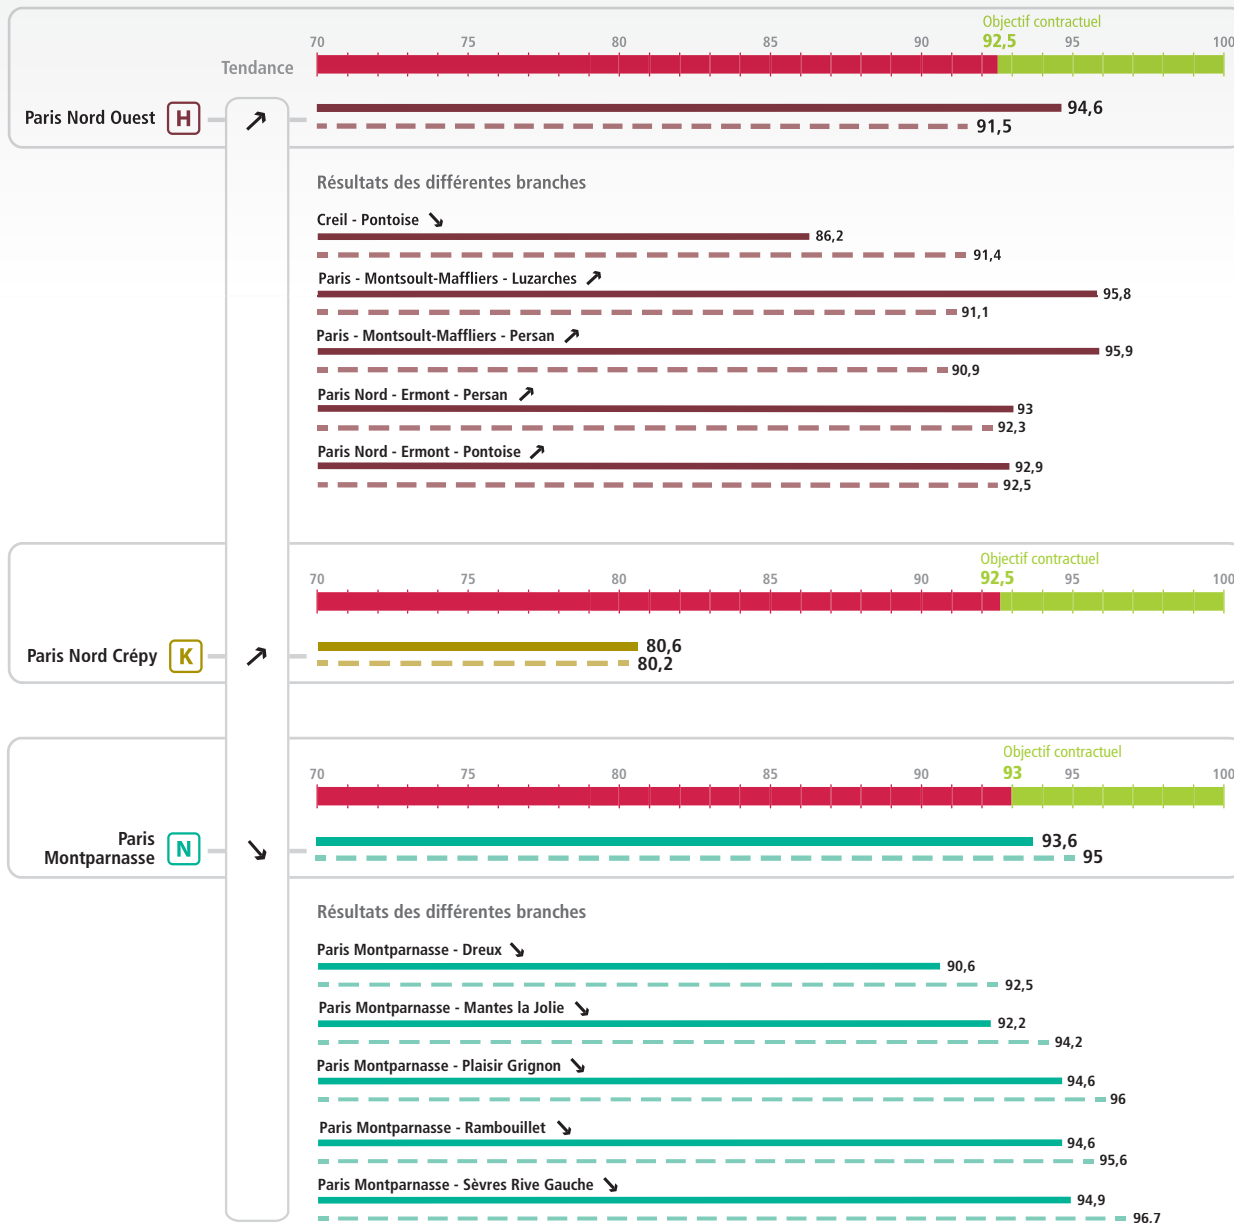 Objectif contractuel
70 75 80 85 90 92,5 95 100
Tendance
Paris Nord Ouest H 94,6
91,5
Résultats des différentes branches
Creil - Pontoise
86,2
91,4
Paris - Montsoult-Maffliers - Luzarches
95,8
91,1
Paris - Montsoult-Maffliers - Persan
95,9
90,9
Paris Nord - Ermont - Persan
93
92,3
Paris Nord - Ermont - Pontoise
92,9
92,5
Objectif contractuel
70 75 80 85 90 92,5 95 100
Paris Nord Crépy K 80,6
80,2
Objectif contractuel
70 75 80 85 90 93 95 100
Paris
Montparnasse
N
93,6
95
Résultats des différentes branches
Paris Montparnasse - Dreux
90,6
92,5
Paris Montparnasse - Mantes la Jolie
92,2
94,2
Paris Montparnasse - Plaisir Grignon
94,6
96
Paris Montparnasse - Rambouillet
94,6
95,6
Paris Montparnasse - Sèvres Rive Gauche
94,9
96,7